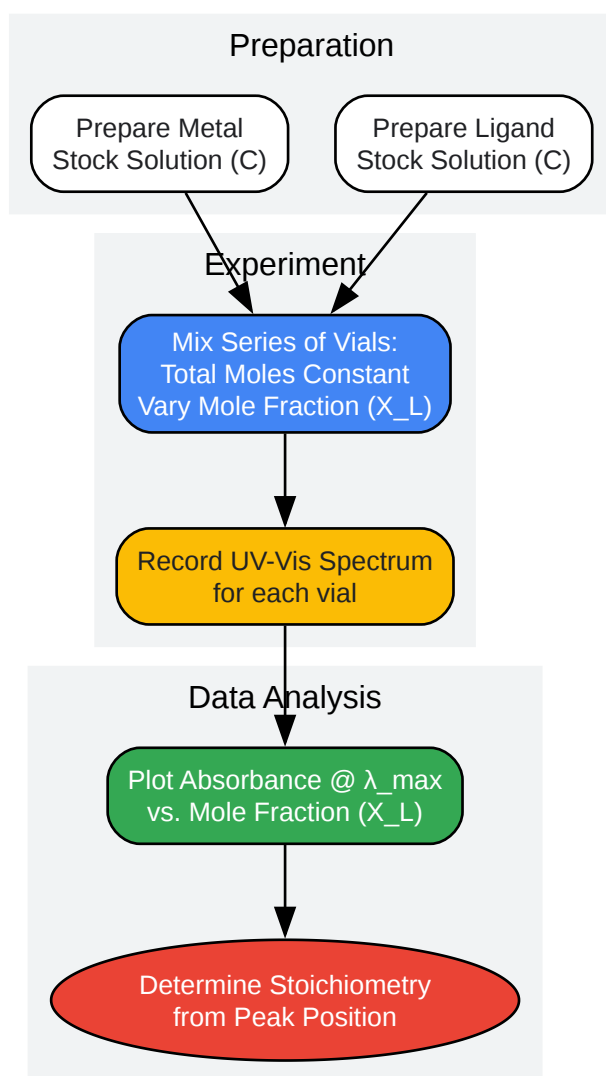 Preparation
Prepare Metal
Stock Solution (C)
Prepare Ligand
Stock Solution (C)
Experiment
Mix Series of Vials:
Total Moles Constant
Vary Mole Fraction (X_L)
Record UV-Vis Spectrum
for each vial
Data Analysis
Plot Absorbance @ λ_max
vs. Mole Fraction (X_L)
Determine Stoichiometry
from Peak Position